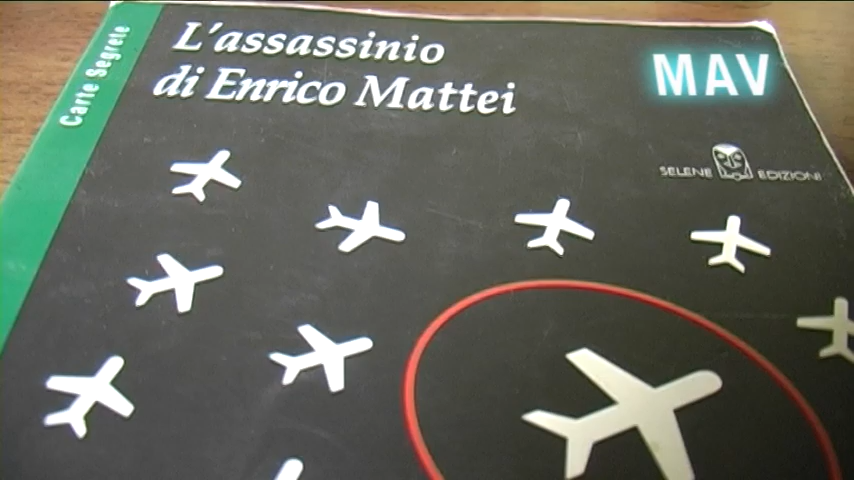 Carte Segrete
L'assassinio
di Enrico Mattei
MAV
SELENE EDIZIONI